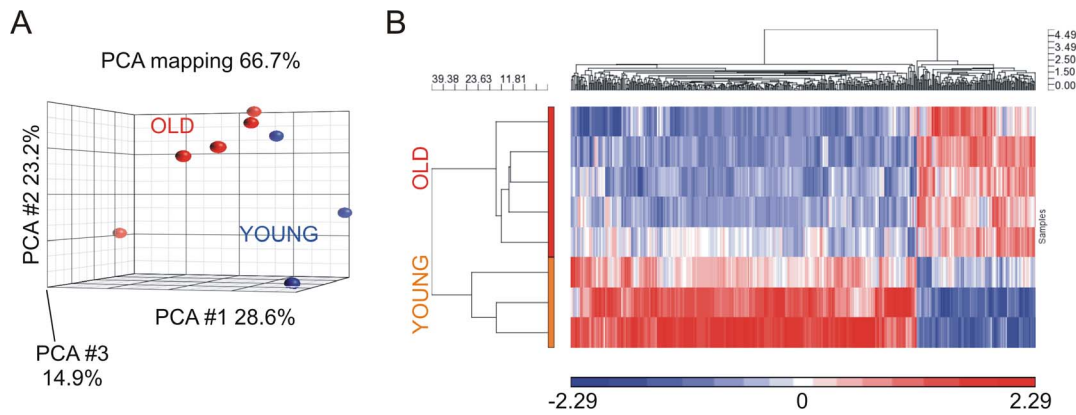 A
PCA mapping 66.7%
OLD
YOUNG
PCA #2 23.2%
PCA #1 28.6%
PCA #3
14.9%
B
4.49
3.49
2.50
1.50
0.00
39.38 23.63 11.81
OLD
YOUNG
Samples
-2.29 0 2.29